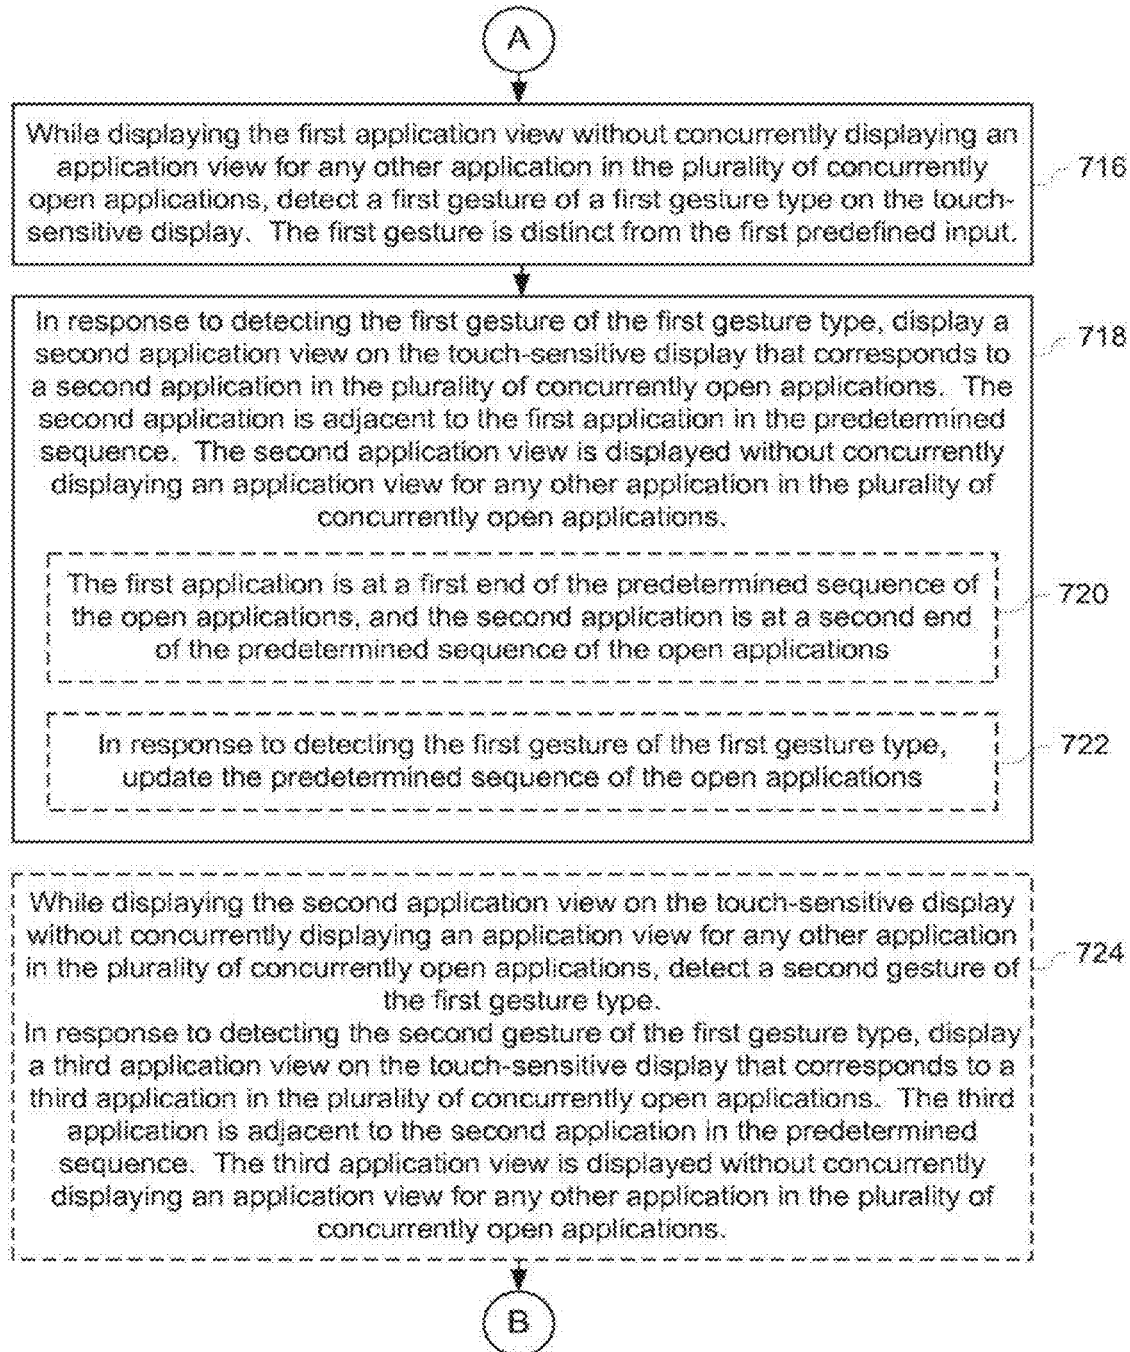 A
While displaying the first application view without concurrently displaying an
application view for any other application in the plurality of concurrently
open applications, detect a first gesture of a first gesture type on the touch-
sensitive display.  The first gesture is distinct from the first predefined input.
716
In response to detecting the first gesture of the first gesture type, display a
second application view on the touch-sensitive display that corresponds to
a second application in the plurality of concurrently open applications.  The
second application is adjacent to the first application in the predetermined
sequence.  The second application view is displayed without concurrently
displaying an application view for any other application in the plurality of
concurrently open applications.
718
The first application is at a first end of the predetermined sequence of
the open applications, and the second application is at a second end
of the predetermined sequence of the open applications
720
In response to detecting the first gesture of the first gesture type,
update the predetermined sequence of the open applications
722
While displaying the second application view on the touch-sensitive display
without concurrently displaying an application view for any other application
in the plurality of concurrently open applications, detect a second gesture of
the first gesture type.
In response to detecting the second gesture of the first gesture type, display
a third application view on the touch-sensitive display that corresponds to a
third application in the plurality of concurrently open applications.  The third
application is adjacent to the second application in the predetermined
sequence.  The third application view is displayed without concurrently
displaying an application view for any other application in the plurality of
concurrently open applications.
724
B